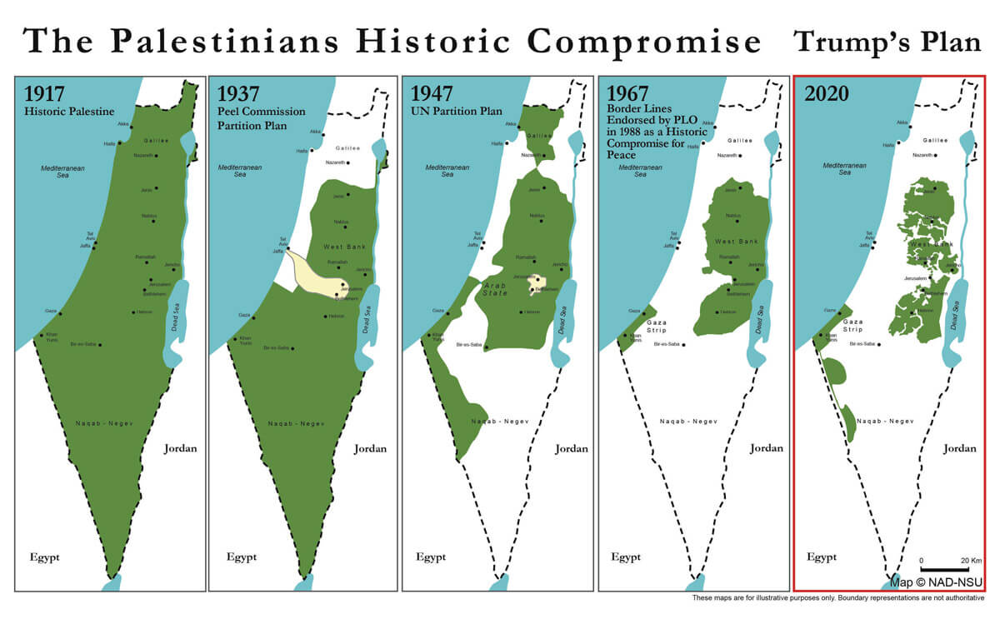 The Palestinians Historic Compromise
Trump's Plan
1917
Historic Palestine
Akka
Haifa
Galilee
Nazareth
Mediterranean
Sea
Jenin
Nablus
Tel
Aviv
Jaffa
Ramallah
Jericho
Jerusalem
Bethlehem
Gaza
Hebron
Dead Sea
Khan
Yunis
Bir-es-Saba
Naqab - Negev
Jordan
Egypt
1937
Peel Commission
Partition Plan
Akka
Haifa
Galilee
Nazareth
Mediterranean
Sea
Jenin
Nablus
West Bank
Tel
Aviv
Jaffa
Ramallah
Jericho
Jerusalem
Bethlehem
Gaza
Hebron
Dead Sea
Khan
Yunis
Bir-es-Saba
Naqab - Negev
Jordan
Egypt
1947
UN Partition Plan
Akka
Haifa
Galilee
Nazareth
Mediterranean
Sea
Jenin
Nablus
Tel
Aviv
Jaffa
Ramallah
Jericho
Jerusalem
Bethlehem
Arab
State
Gaza
Hebron
Dead Sea
Khan
Yunis
Bir-es-Saba
Naqab - Negev
Jordan
Egypt
1967
Border Lines
Endorsed by PLO
in 1988 as a Historic
Compromise for
Peace
Akka
Haifa
Galilee
Nazareth
Mediterranean
Sea
Jenin
Nablus
West Bank
Tel
Aviv
Jaffa
Ramallah
Jericho
Jerusalem
Bethlehem
Gaza
Gaza
Strip
Hebron
Dead Sea
Khan
Yunis
Bir-es-Saba
Naqab - Negev
Jordan
Egypt
2020
Akka
Haifa
Galilee
Nazareth
Mediterranean
Sea
Jenin
Nablus
West Bank
Tel
Aviv
Jaffa
Ramallah
Jericho
Jerusalem
Bethlehem
Gaza
Gaza
Strip
Hebron
Dead Sea
Khan
Yunis
Bir-es-Saba
Naqab - Negev
Jordan
Egypt
0 20 Km
Map © NAD-NSU
These maps are for illustrative purposes only. Boundary representations are not authoritative